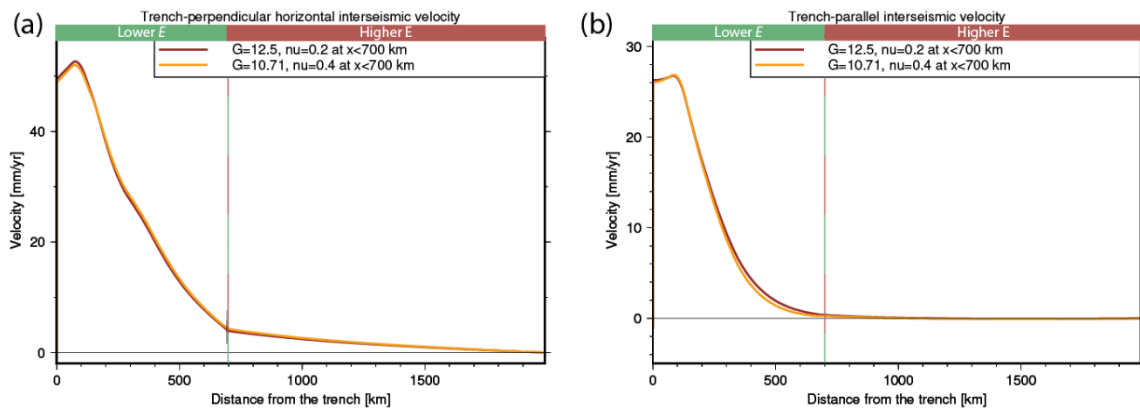 (a)
Trench-perpendicular horizontal interseismic velocity
Lower E
Higher E
G=12.5, nu=0.2 at x<700 km
G=10.71, nu=0.4 at x<700 km
Velocity [mm/yr]
40
20
0
0
500
1000
1500
Distance from the trench [km]
(b)
Trench-parallel interseismic velocity
Lower E
Higher E
G=12.5, nu=0.2 at x<700 km
G=10.71, nu=0.4 at x<700 km
Velocity [mm/yr]
30
20
10
0
0
500
1000
1500
Distance from the trench [km]